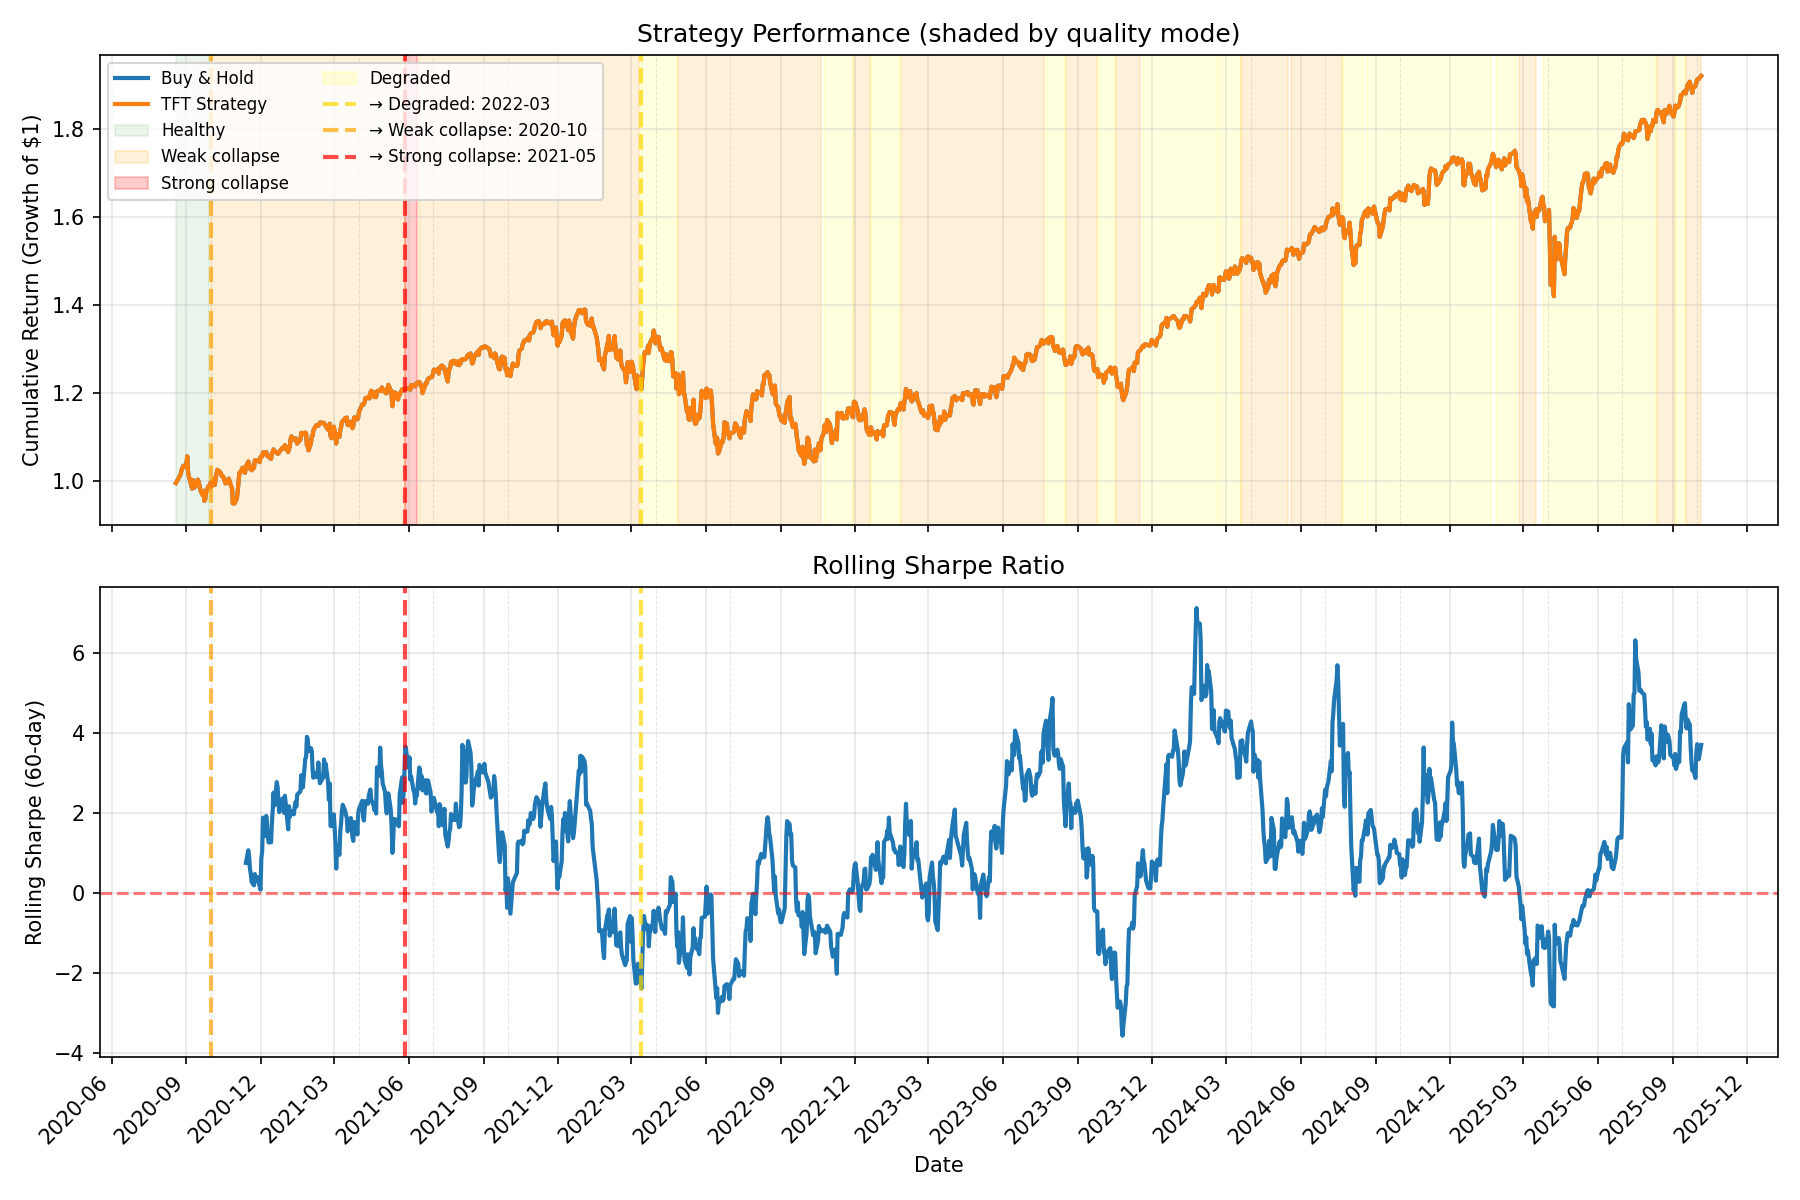 Strategy Performance (shaded by quality mode)
Cumulative Return (Growth of $1)
1.8
1.6
1.4
1.2
1.0
Buy & Hold
TFT Strategy
Healthy
Weak collapse
Strong collapse
Degraded
→ Degraded: 2022-03
→ Weak collapse: 2020-10
→ Strong collapse: 2021-05
Rolling Sharpe Ratio
Rolling Sharpe (60-day)
6
4
2
0
−2
−4
2020-06
2020-09
2020-12
2021-03
2021-06
2021-09
2021-12
2022-03
2022-06
2022-09
2022-12
2023-03
2023-06
2023-09
2023-12
2024-03
2024-06
2024-09
2024-12
2025-03
2025-06
2025-09
2025-12
Date